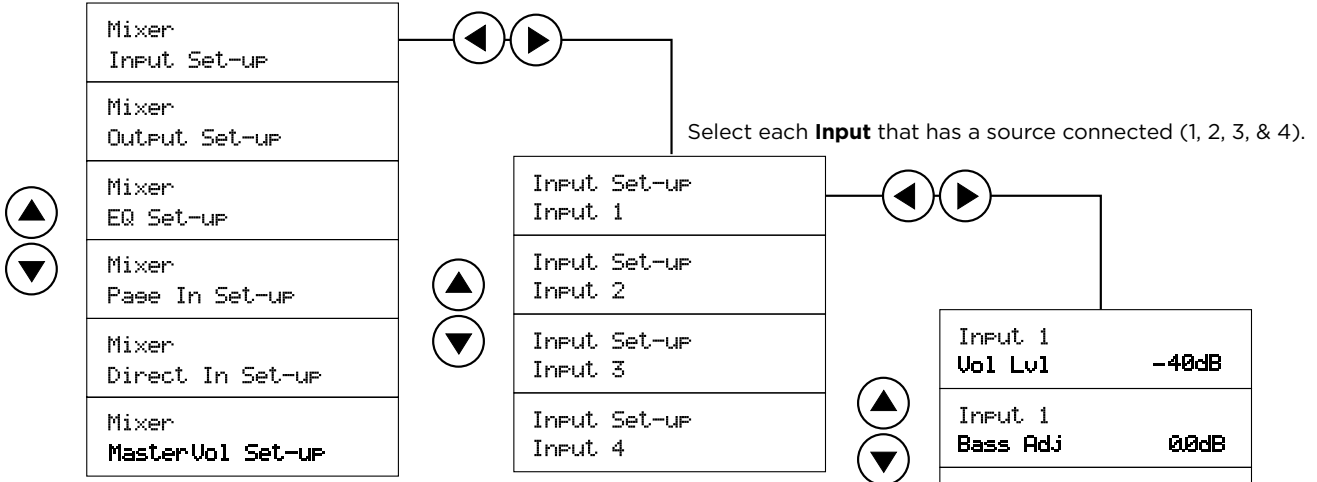 Mixer
Input Set-up
Mixer
Output Set-up
Mixer
EQ Set-up
Mixer
Page In Set-up
Mixer
Direct In Set-up
Mixer
MasterVol Set-up
Select each Input that has a source connected (1, 2, 3, & 4).
Input Set-up
Input 1
Input Set-up
Input 2
Input Set-up
Input 3
Input Set-up
Input 4
Input 1
Vol Lvl -40dB
Input 1
Bass Adj 0.0dB